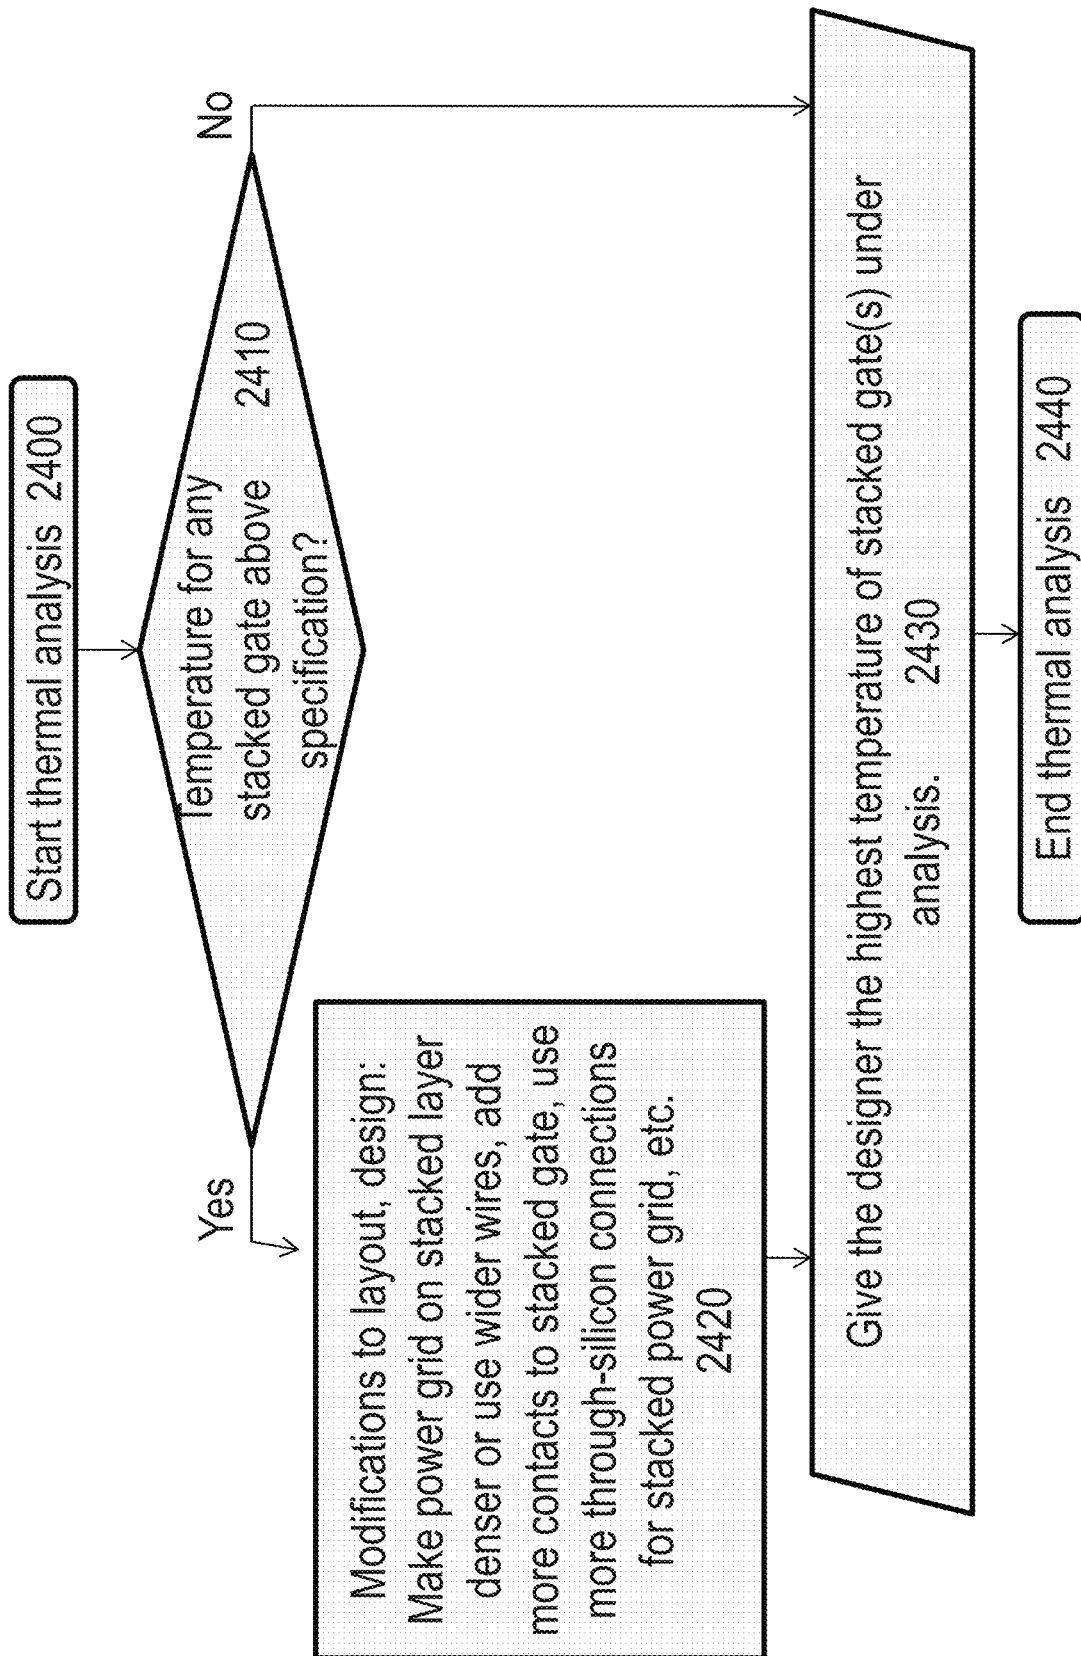 Start thermal analysis 2400
Temperature for any
stacked gate above 2410
specification?
Yes
No
Modifications to layout, design:
Make power grid on stacked layer
denser or use wider wires, add
more contacts to stacked gate, use
more through-silicon connections
for stacked power grid, etc.
2420
Give the designer the highest temperature of stacked gate(s) under
analysis. 2430
End thermal analysis 2440